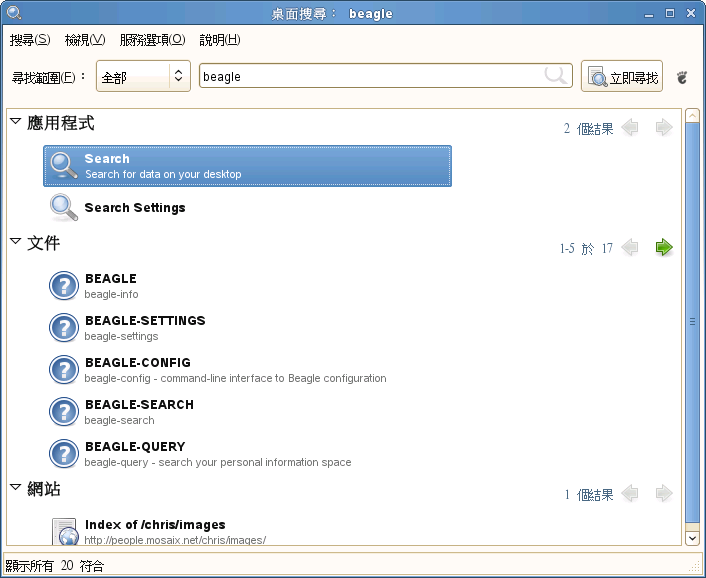 桌面搜尋： beagle
搜尋(S) 檢視(V) 服務選項(O) 說明(H)
尋找範圍(F)： 全部 beagle 立即尋找
應用程式 2 個結果
Search
Search for data on your desktop
Search Settings
文件 1-5 於 17
BEAGLE
beagle-info
BEAGLE-SETTINGS
beagle-settings
BEAGLE-CONFIG
beagle-config - command-line interface to Beagle configuration
BEAGLE-SEARCH
beagle-search
BEAGLE-QUERY
beagle-query - search your personal information space
網站 1 個結果
Index of /chris/images
http://people.mosaix.net/chris/images/
顯示所有 20 符合